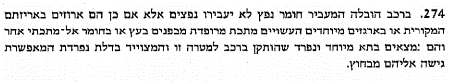 274. ברכב הובלה המעביר חומר נפץ לא יעבירו נפצים אלא אם כן הם ארוזים באריזתם
המקורית או בארגזים מיוחדים העשויים מתכת מרופדת מבפנים בעץ או בחומר אל-מתכתי אחר
והם נמצאים בתא מיוחד ונפרד שהותקן ברכב למטרה זו והמצוייד בדלת נפרדת המאפשרת
גישה אליהם מבחוץ.